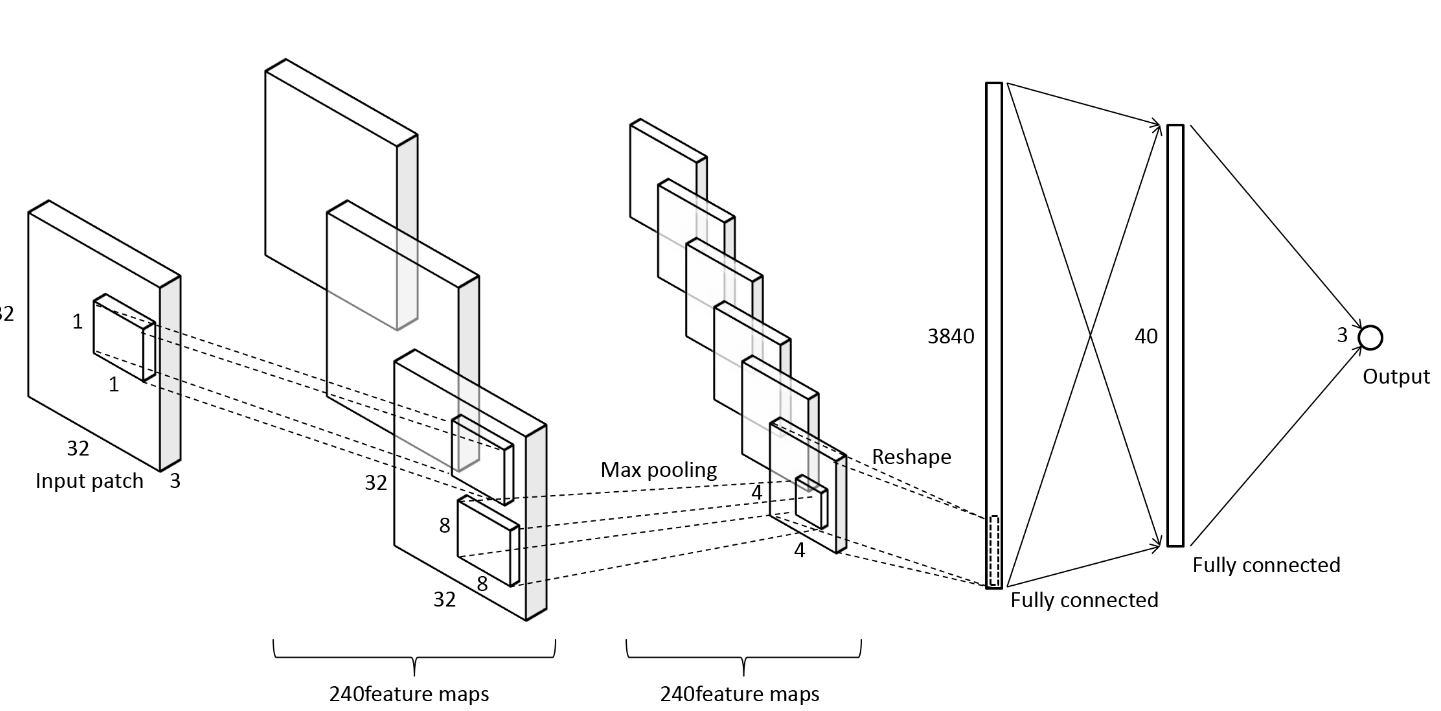 32
1
1
32
Input patch
3
32
8
8
32
240feature maps
Max pooling
4
4
240feature maps
Reshape
3840
Fully connected
40
Fully connected
3
Output